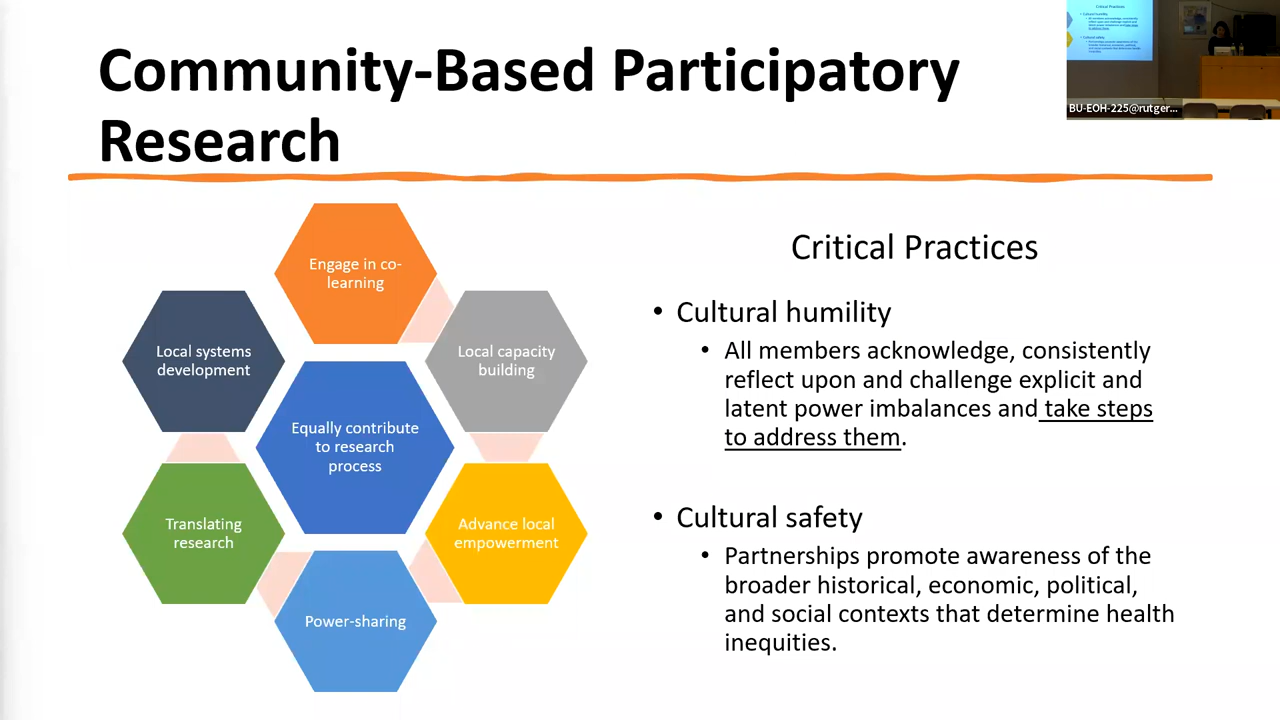 Community-Based Participatory
Research
Critical Practices
BU-EOH-225@rutger...
Engage in co-
learning
Local systems
development
Local capacity
building
Equally contribute
to research
process
Translating
research
Advance local
empowerment
Power-sharing
Critical Practices
• Cultural humility
• All members acknowledge, consistently
reflect upon and challenge explicit and
latent power imbalances and take steps
to address them.
• Cultural safety
• Partnerships promote awareness of the
broader historical, economic, political,
and social contexts that determine health
inequities.